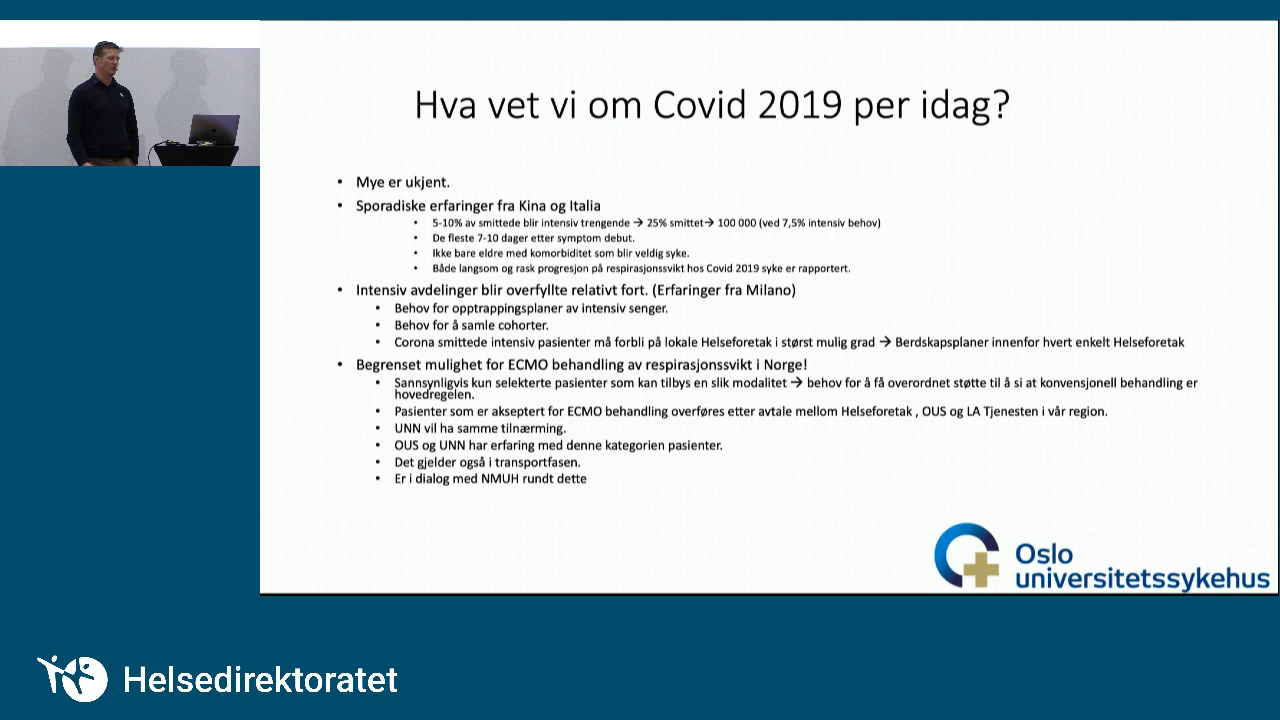 Hva vet vi om Covid 2019 per idag?
• Mye er ukjent.
• Sporadiske erfaringer fra Kina og Italia
• 5-10% av smittede blir intensiv trengende → 25% smittet→ 100 000 (ved 7,5% intensiv behov)
• De fleste 7-10 dager etter symptom debut.
• Ikke bare eldre med komorbiditet som blir veldig syke.
• Både langsom og rask progresjon på respirasjonssvikt hos Covid 2019 syke er rapportert.
• Intensiv avdelinger blir overfyllte relativt fort. (Erfaringer fra Milano)
• Behov for opptrappingsplaner av intensiv senger.
• Behov for å samle cohorter.
• Corona smittede intensiv pasienter må forbli på lokale Helseforetak i størst mulig grad → Berdskapsplaner innenfor hvert enkelt Helseforetak
• Begrenset mulighet for ECMO behandling av respirasjonssvikt i Norge!
• Sannsynligvis kun selekterte pasienter som kan tilbys en slik modalitet → behov for å få overordnet støtte til å si at konvensjonell behandling er
hovedregelen.
• Pasienter som er akseptert for ECMO behandling overføres etter avtale mellom Helseforetak , OUS og LA Tjenesten i vår region.
• UNN vil ha samme tilnærming.
• OUS og UNN har erfaring med denne kategorien pasienter.
• Det gjelder også i transportfasen.
• Er i dialog med NMUH rundt dette
Oslo
universitetssykehus
Helsedirektoratet